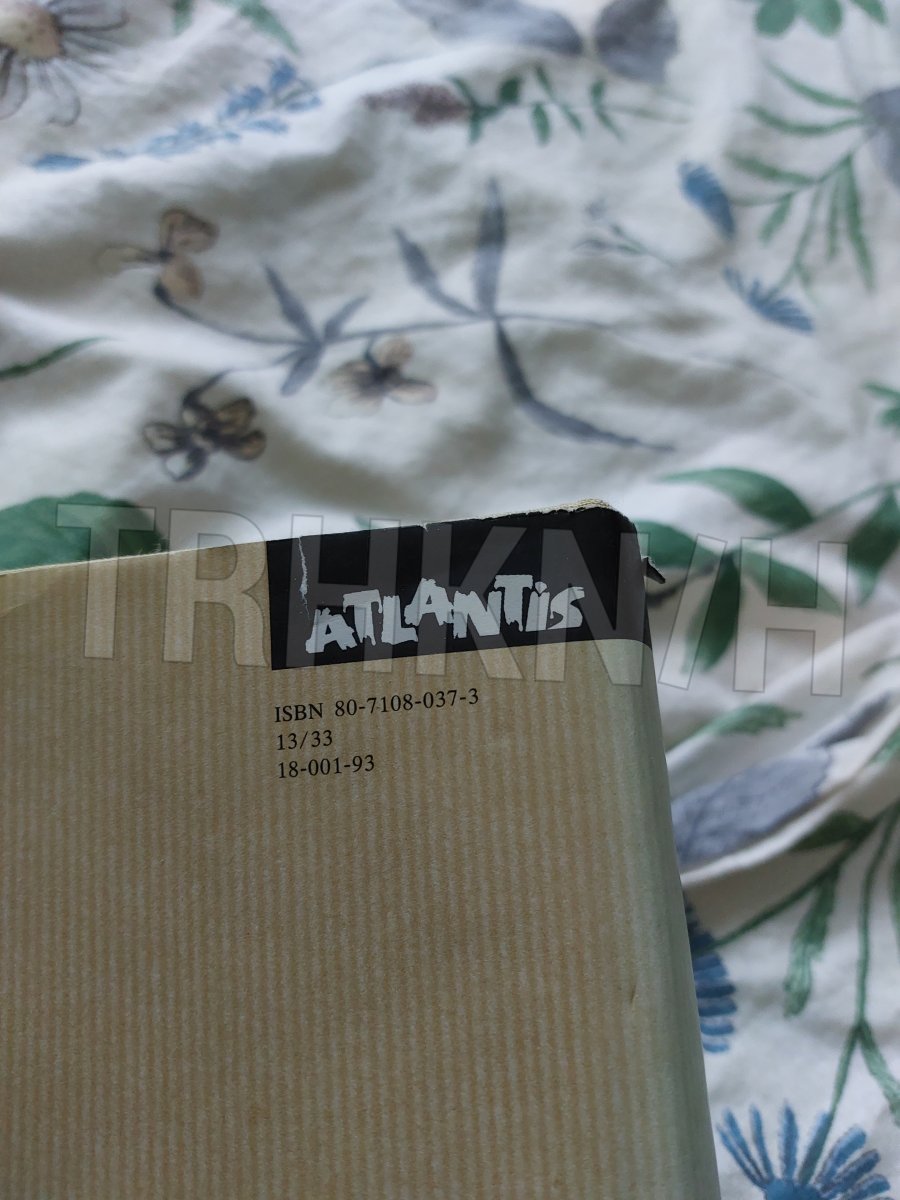 TRHKNIH
ATLANTIS
ISBN 80-7108-037-3
13/33
18-001-93